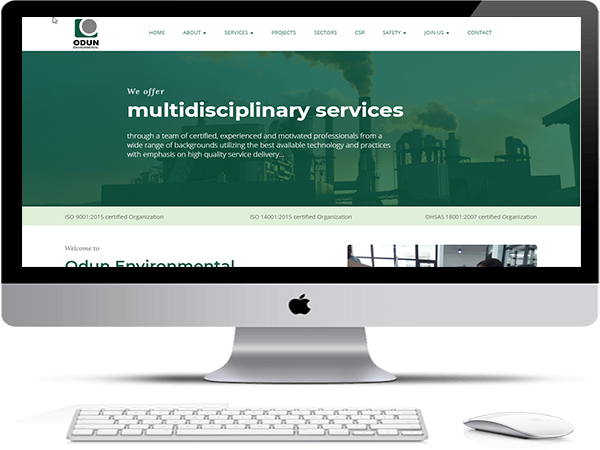 ODUN
ENVIRONMENTAL
HOME ABOUT SERVICES PROJECTS SECTORS CSR SAFETY JOIN US CONTACT
We offer
multidisciplinary services
through a team of certified, experienced and motivated professionals from a
wide range of backgrounds utilizing the best available technology and practices
with emphasis on high quality service delivery...
ISO 9001:2015 certified Organization ISO 14001:2015 certified Organization OHSAS 18001:2007 certified Organization
Welcome to
Odun Environmental